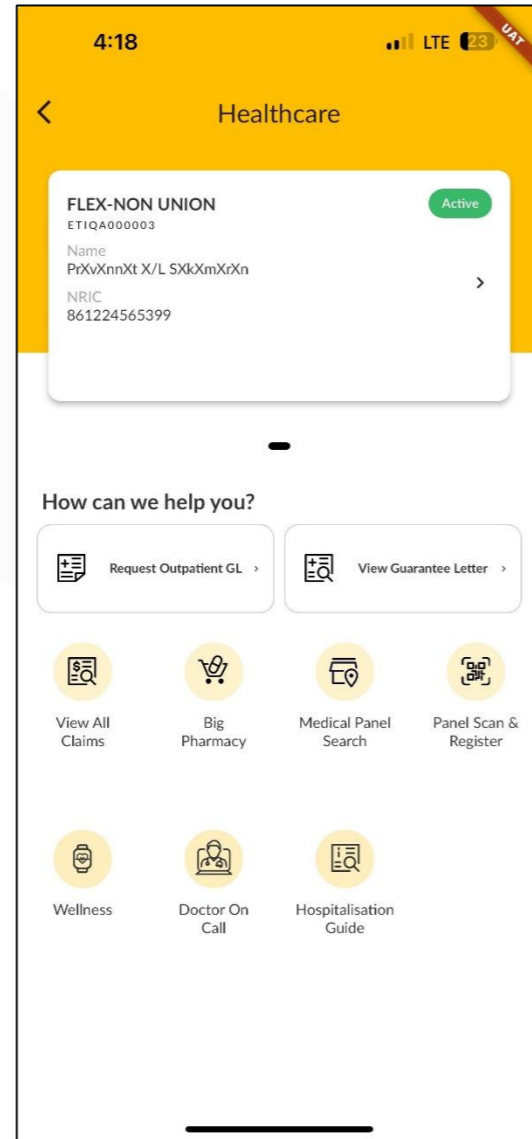 4:18
LTE 23
UAT
Healthcare
FLEX-NON UNION
Active
ETIQA000003
Name
PrXvXnnXt X/L SXkXmXrXn
NRIC
861224565399
How can we help you?
Request Outpatient GL
View Guarantee Letter
View All
Claims
Big
Pharmacy
Medical Panel
Search
Panel Scan &
Register
Wellness
Doctor On
Call
Hospitalisation
Guide